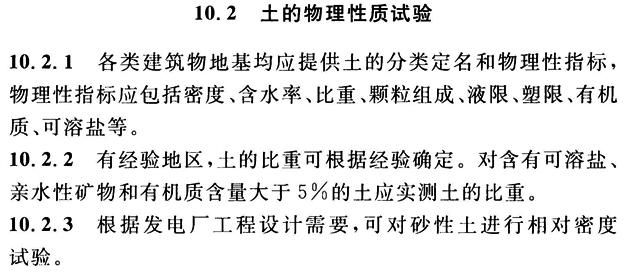 10.2 土的物理性质试验
10.2.1 各类建筑物地基均应提供土的分类定名和物理性指标,
物理性指标应包括密度、含水率、比重、颗粒组成、液限、塑限、有机
质、可溶盐等。
10.2.2 有经验地区,土的比重可根据经验确定。对含有可溶盐、
亲水性矿物和有机质含量大于5%的土应实测土的比重。
10.2.3 根据发电厂工程设计需要,可对砂性土进行相对密度
试验。